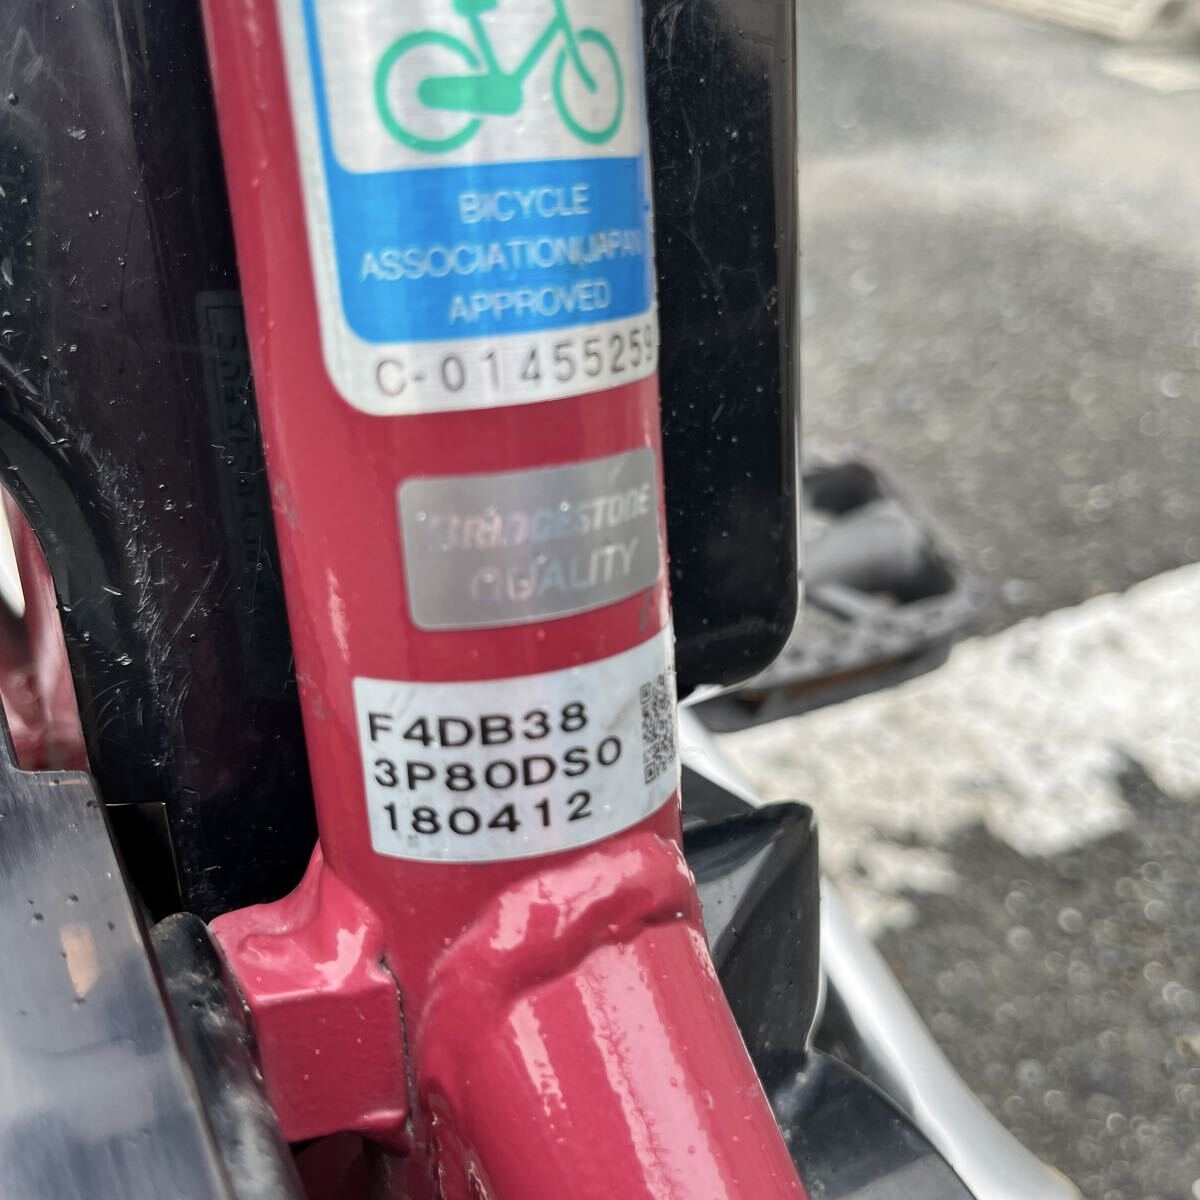 BICYCLE
ASSOCIATION(JAPAN)
APPROVED
C-01455259
BRIDGESTONE
QUALITY
F4DB38
3P80DS0
180412